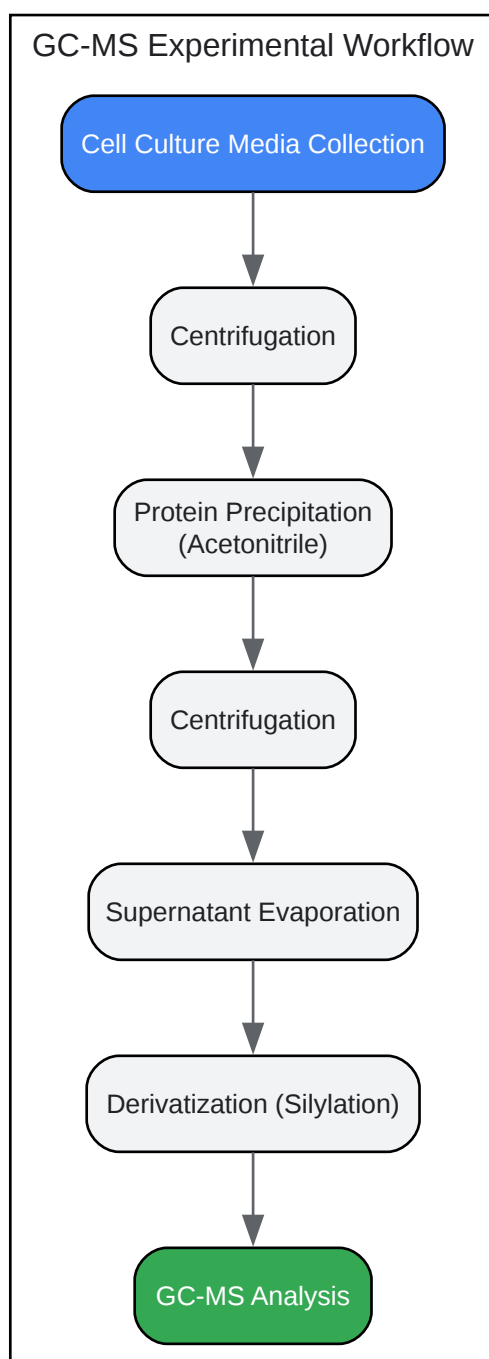 GC-MS Experimental Workflow
Cell Culture Media Collection
Centrifugation
Protein Precipitation
(Acetonitrile)
Centrifugation
Supernatant Evaporation
Derivatization (Silylation)
GC-MS Analysis